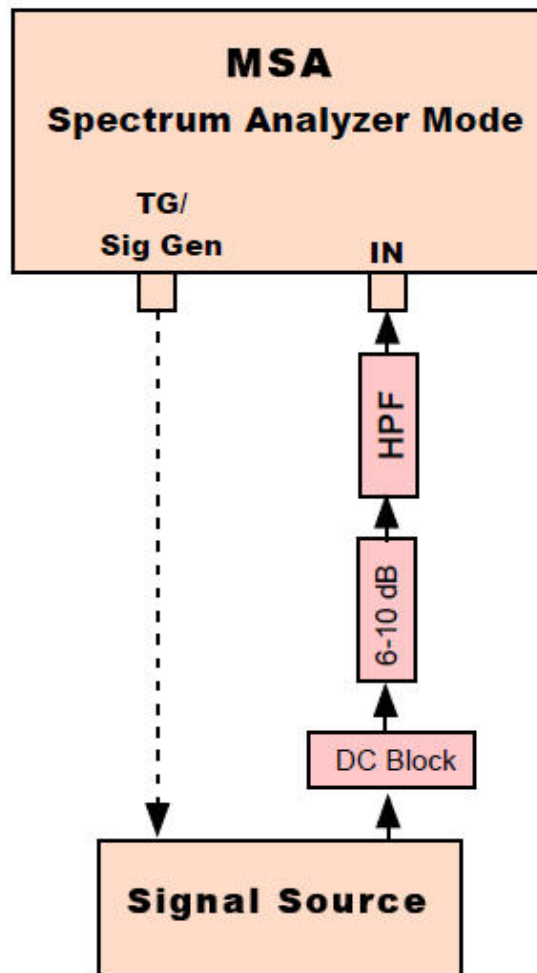 MSA
Spectrum Analyzer Mode
TG/
Sig Gen
IN
HPF
6-10 dB
DC Block
Signal Source